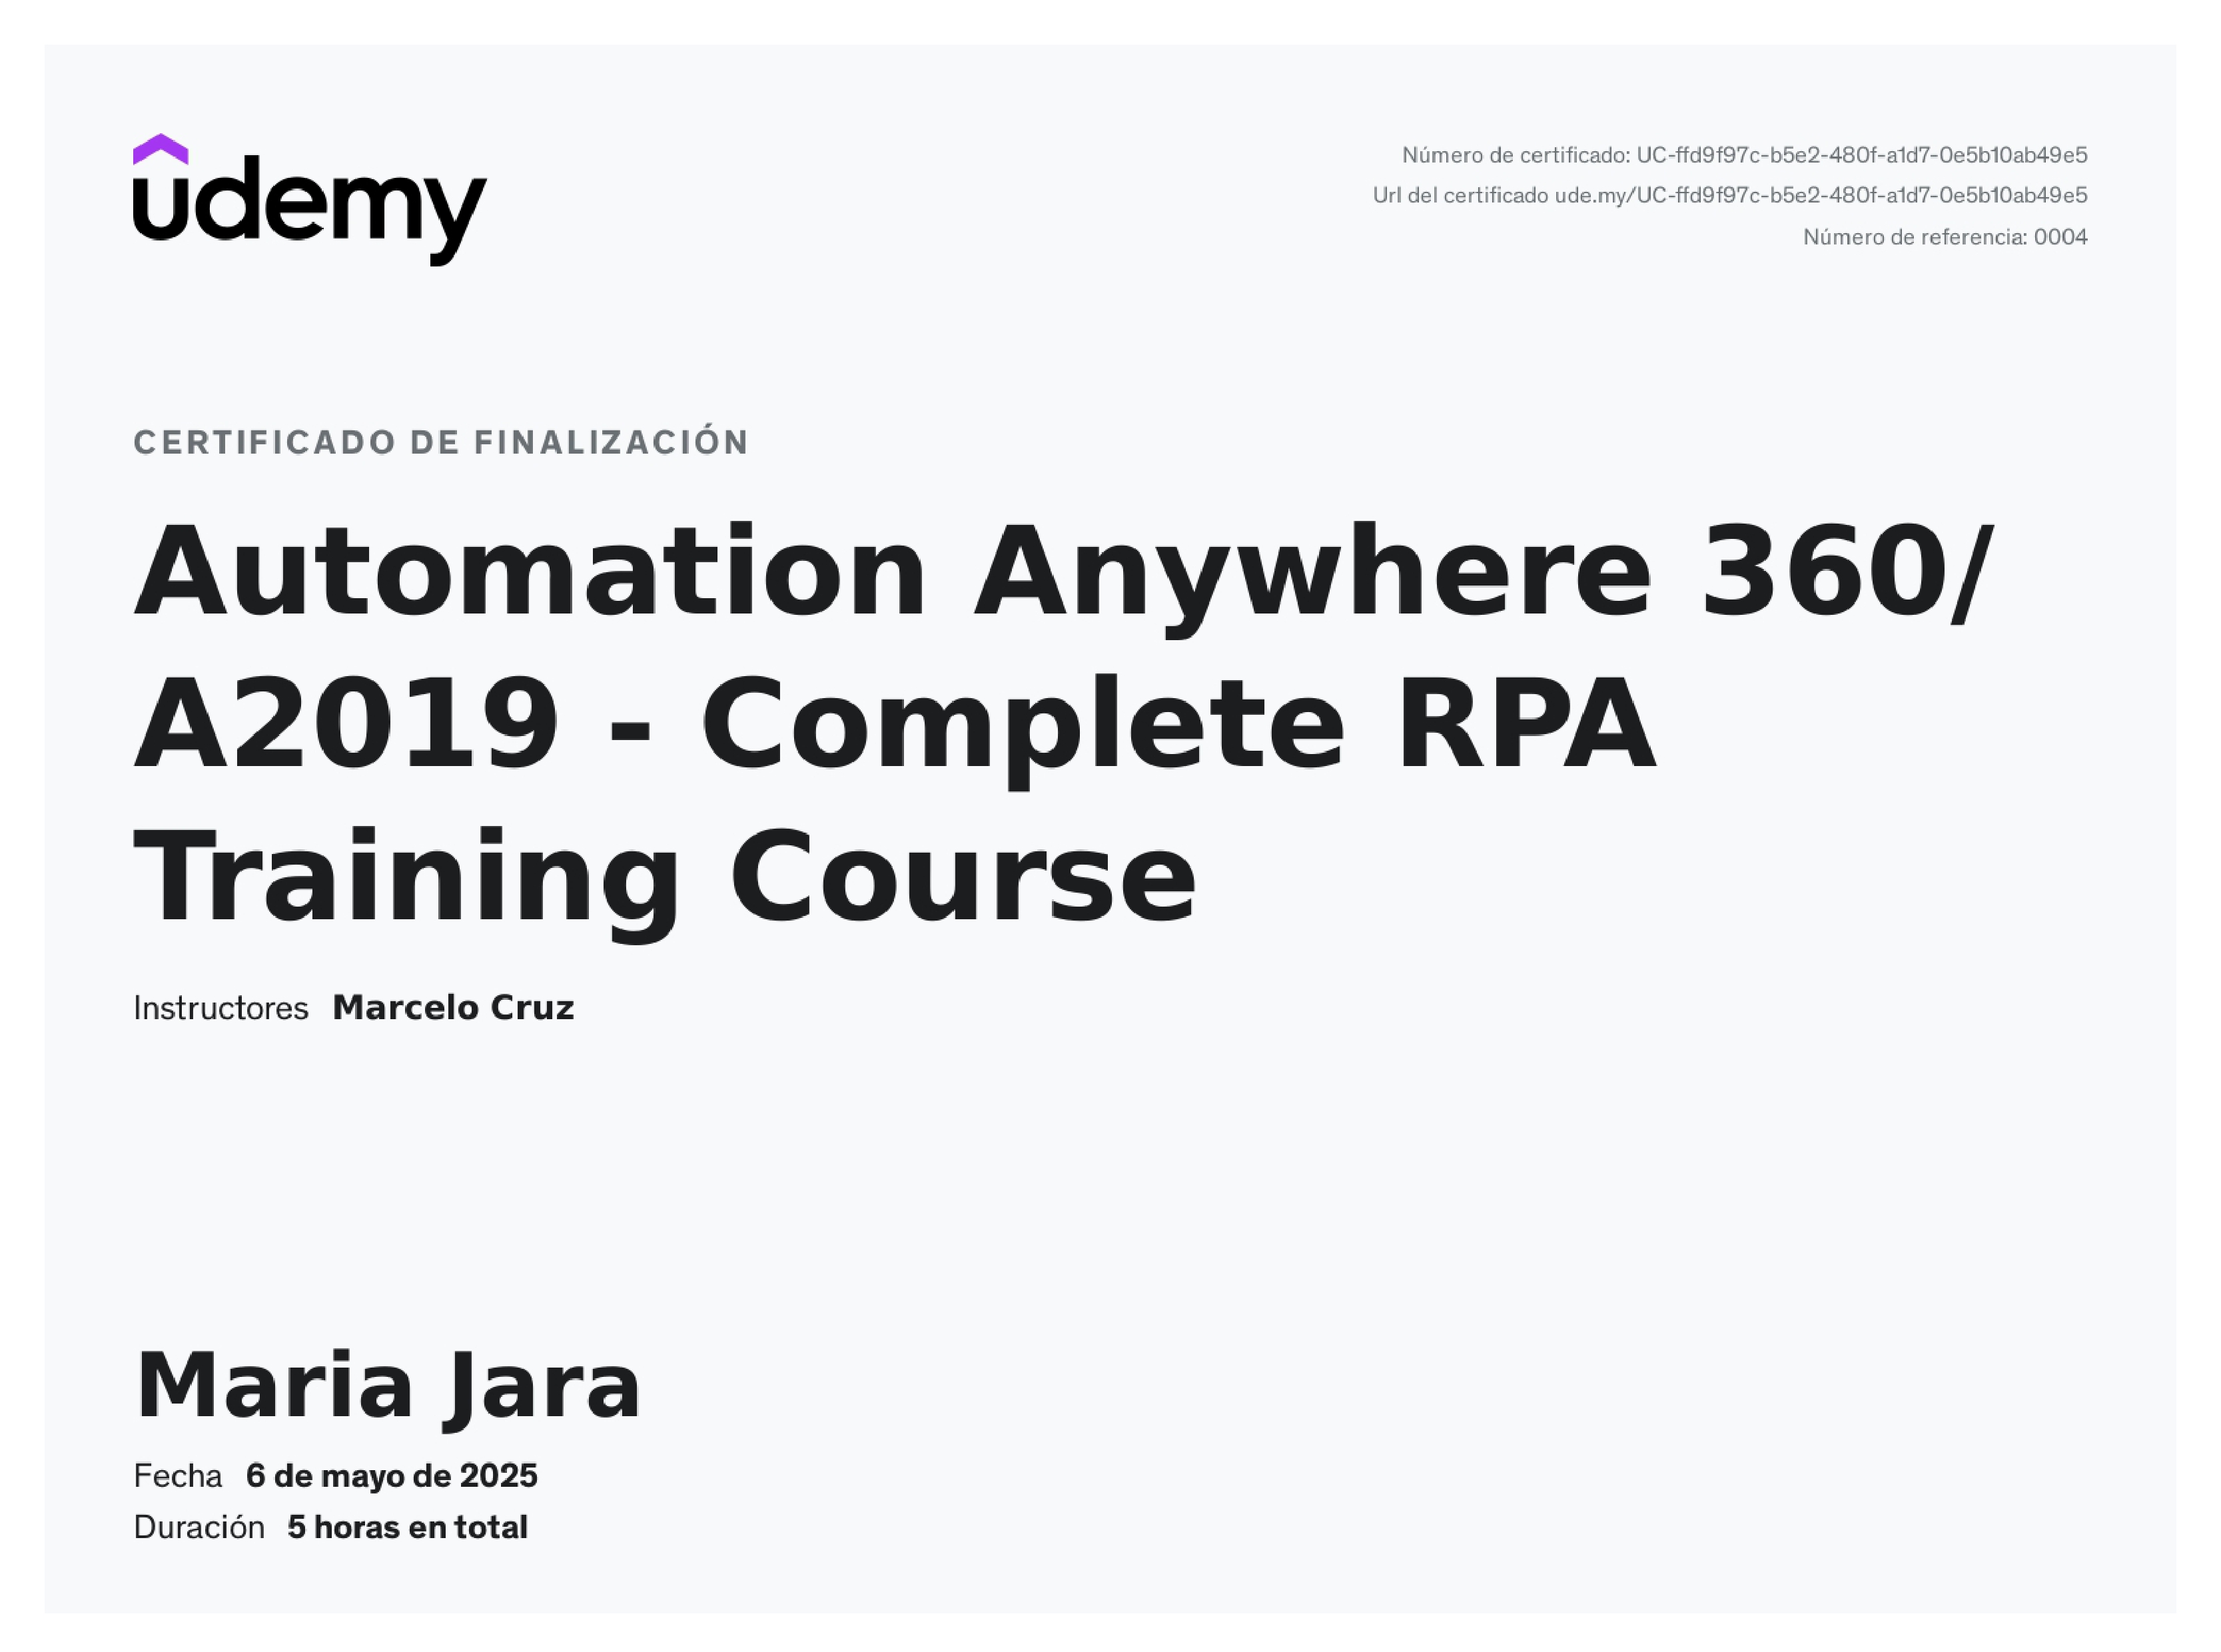 udemy
Número de certificado: UC-ffd9f97c-b5e2-480f-a1d7-0e5b10ab49e5
Url del certificado ude.my/UC-ffd9f97c-b5e2-480f-a1d7-0e5b10ab49e5
Número de referencia: 0004
CERTIFICADO DE FINALIZACIÓN
Automation Anywhere 360/
A2019 - Complete RPA
Training Course
Instructores Marcelo Cruz
Maria Jara
Fecha 6 de mayo de 2025
Duración 5 horas en total